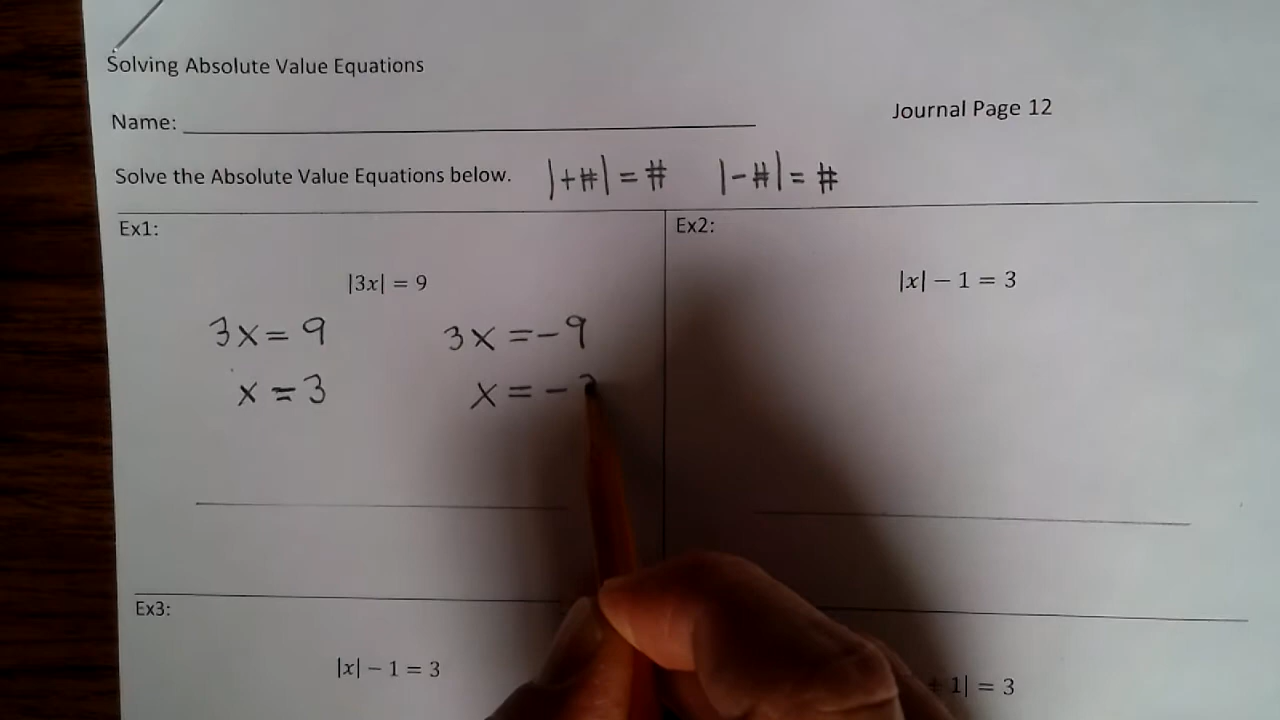 Solving Absolute Value Equations
Name:
Journal Page 12
Solve the Absolute Value Equations below. |+#| = # |-#| = #
Ex1:
|3x| = 9
3x = 9 3x = -9
x = 3 x = -
Ex2:
|x| − 1 = 3
Ex3:
|x| − 1 = 3
+ 1| = 3